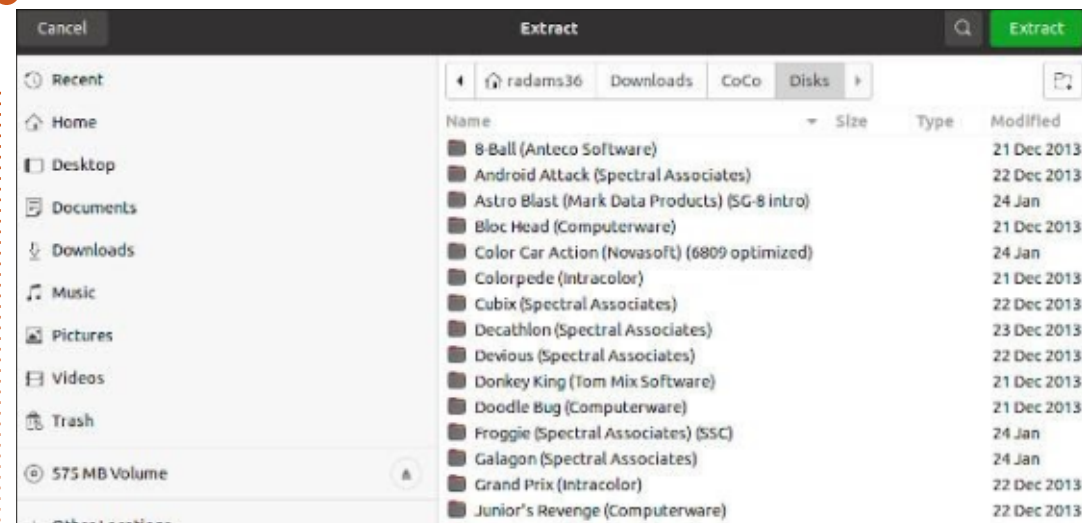 Cancel Extract Extract
Recent
Home
Desktop
Documents
Downloads
Music
Pictures
Videos
Trash
575 MB Volume
Other Locations
radams36 Downloads CoCo Disks
Name Size Type Modified
8-Ball (Anteco Software) 21 Dec 2013
Android Attack (Spectral Associates) 22 Dec 2013
Astro Blast (Mark Data Products) (SG-8 intro) 24 Jan
Bloc Head (Computerware) 21 Dec 2013
Color Car Action (Novasoft) (6809 optimized) 24 Jan
Colorpede (Intracolor) 21 Dec 2013
Cubix (Spectral Associates) 22 Dec 2013
Decathlon (Spectral Associates) 23 Dec 2013
Devious (Spectral Associates) 22 Dec 2013
Donkey King (Tom Mix Software) 21 Dec 2013
Doodle Bug (Computerware) 21 Dec 2013
Froggie (Spectral Associates) (SSC) 24 Jan
Galagon (Spectral Associates) 24 Jan
Grand Prix (Intracolor) 22 Dec 2013
Junior's Revenge (Computerware) 22 Dec 2013